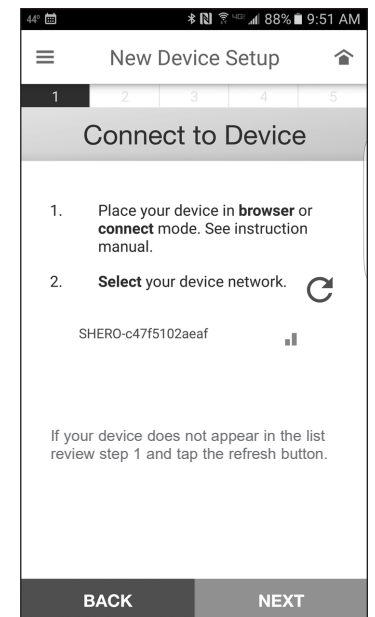 44° 4GE 88% 9:51 AM
New Device Setup
1 2 3 4 5
Connect to Device
1. Place your device in browser or
connect mode. See instruction
manual.
2. Select your device network.
SHERO-c47f5102aeaf
If your device does not appear in the list
review step 1 and tap the refresh button.
BACK NEXT